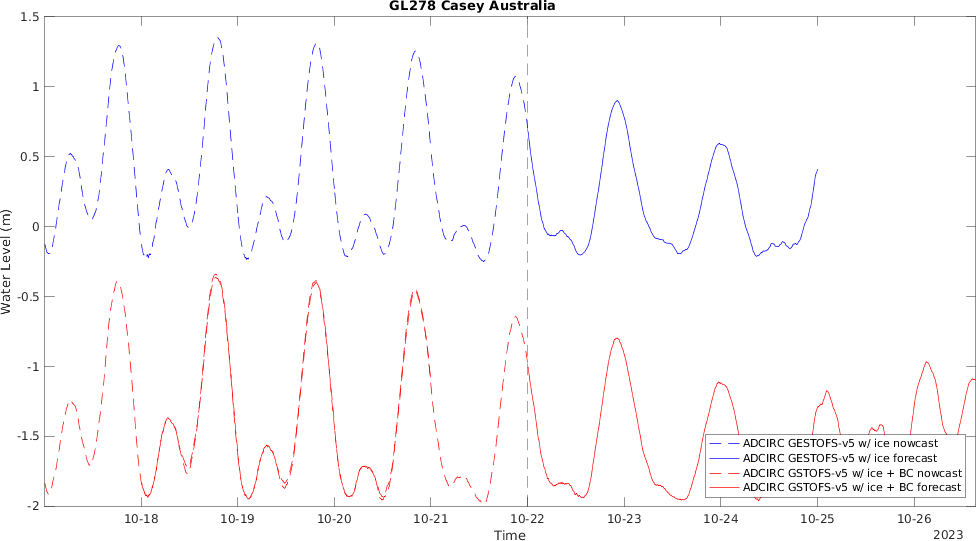 GL278 Casey Australia
1.5
1
0.5
0
-0.5
-1
-1.5
-2
Water Level (m)
10-18 10-19 10-20 10-21 10-22 10-23 10-24 10-25 10-26
Time
2023
ADCIRC GESTOFS-v5 w/ ice nowcast
ADCIRC GESTOFS-v5 w/ ice forecast
ADCIRC GSTOFS-v5 w/ ice + BC nowcast
ADCIRC GSTOFS-v5 w/ ice + BC forecast